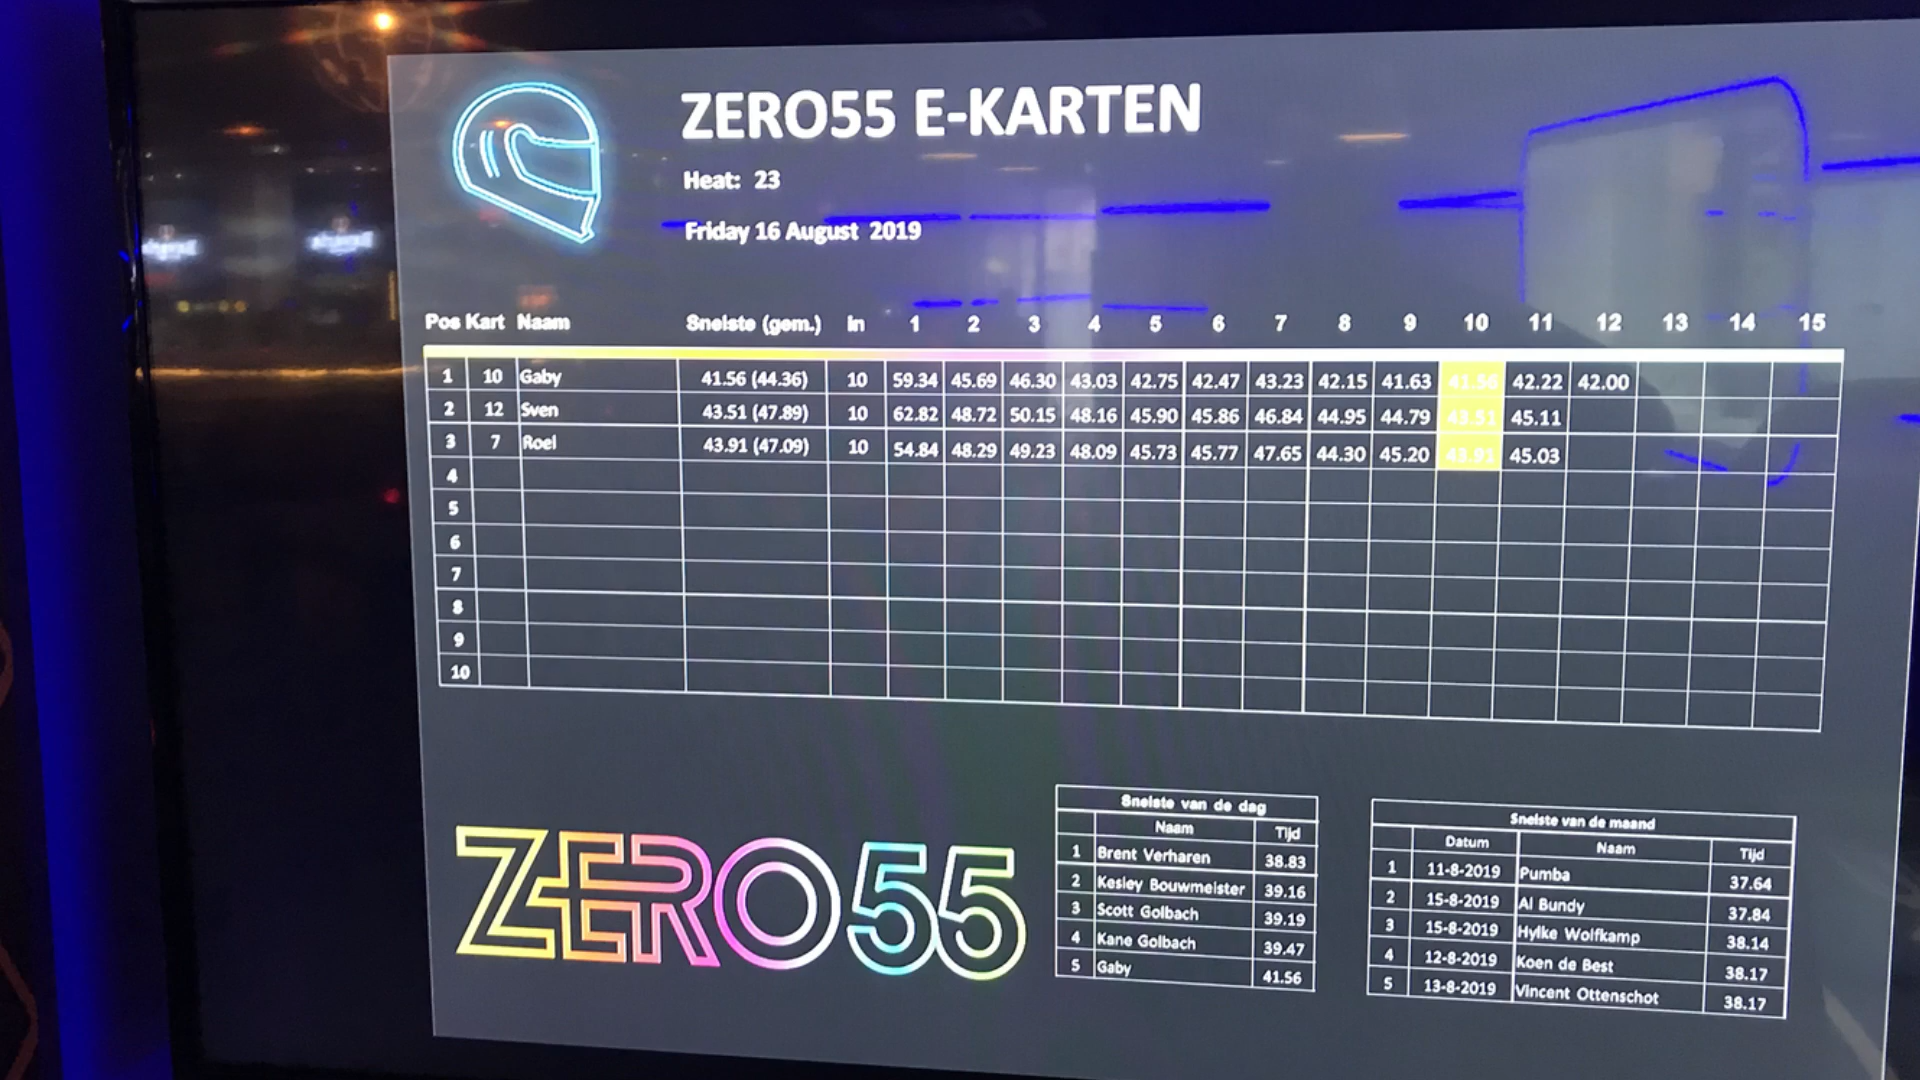 ZERO55 E-KARTEN
Heat: 23
Friday 16 August 2019
Pos Kart Naam Snelste (gem.) In 1 2 3 4 5 6 7 8 9 10 11 12 13 14 15
1 10 Gaby 41.56 (44.36) 10 59.34 45.69 46.30 43.03 42.75 42.47 43.23 42.15 41.63 41.56 42.22 42.00
2 12 Sven 43.51 (47.89) 10 62.82 48.72 50.15 48.16 45.90 45.86 46.84 44.95 44.79 43.51 45.11
3 7 Roel 43.91 (47.09) 10 54.84 48.29 49.23 48.09 45.73 45.77 47.65 44.30 45.20 43.91 45.03
4
5
6
7
8
9
10
ZERO55
Snelste van de dag
Naam Tijd
1 Brent Verharen 38.83
2 Kesley Bouwmeister 39.16
3 Scott Golbach 39.19
4 Kane Golbach 39.47
5 Gaby 41.56
Snelste van de maand
Datum Naam Tijd
1 11-8-2019 Pumba 37.64
2 15-8-2019 Al Bundy 37.84
3 15-8-2019 Hylke Wolfkamp 38.14
4 12-8-2019 Koen de Best 38.17
5 13-8-2019 Vincent Ottenschot 38.17